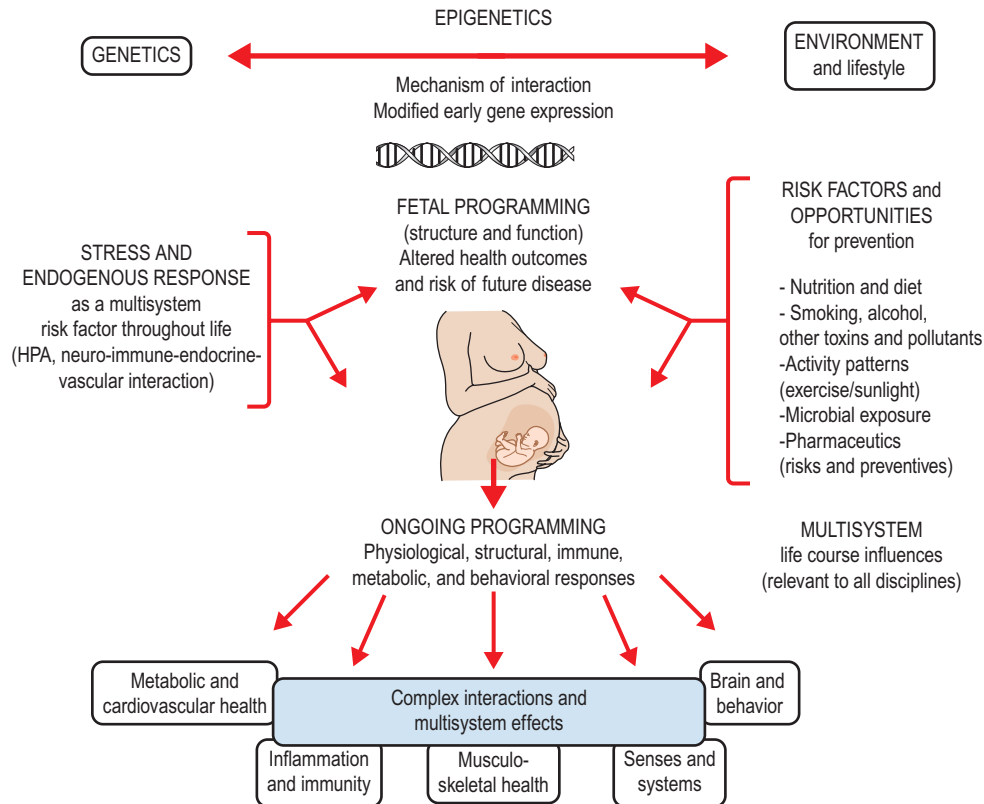 EPIGENETICS
GENETICS
ENVIRONMENT
and lifestyle
Mechanism of interaction
Modified early gene expression
FETAL PROGRAMMING
(structure and function)
Altered health outcomes
and risk of future disease
STRESS AND
ENDOGENOUS RESPONSE
as a multisystem
risk factor throughout life
(HPA, neuro-immune-endocrine-
vascular interaction)
RISK FACTORS and
OPPORTUNITIES
for prevention
- Nutrition and diet
- Smoking, alcohol,
other toxins and pollutants
-Activity patterns
(exercise/sunlight)
-Microbial exposure
-Pharmaceutics
(risks and preventives)
ONGOING PROGRAMMING
Physiological, structural, immune,
metabolic, and behavioral responses
MULTISYSTEM
life course influences
(relevant to all disciplines)
Metabolic and
cardiovascular health
Complex interactions and
multisystem effects
Brain and
behavior
Inflammation
and immunity
Musculo-
skeletal health
Senses and
systems